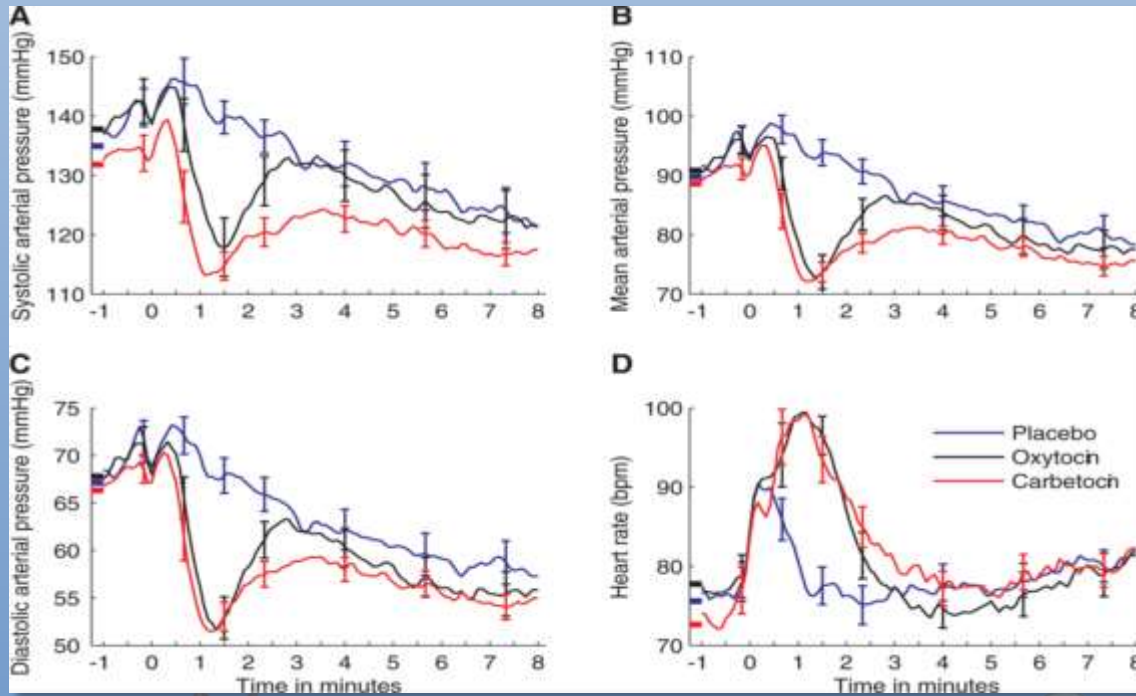 A
Systolic arterial pressure (mmHg)
150
140
130
120
110
-1 0 1 2 3 4 5 6 7 8
B
Mean arterial pressure (mmHg)
110
100
90
80
70
-1 0 1 2 3 4 5 6 7 8
C
Diastolic arterial pressure (mmHg)
75
70
65
60
55
50
-1 0 1 2 3 4 5 6 7 8
Time in minutes
D
Heart rate (bpm)
100
90
80
70
Placebo
Oxytocin
Carbetocin
-1 0 1 2 3 4 5 6 7 8
Time in minutes